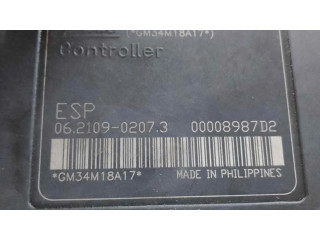 (*GM34M18A17*)
Controller
ESP
06.2109-0207.3 00008987D2
*GM34M18A17* MADE IN PHILIPPINES